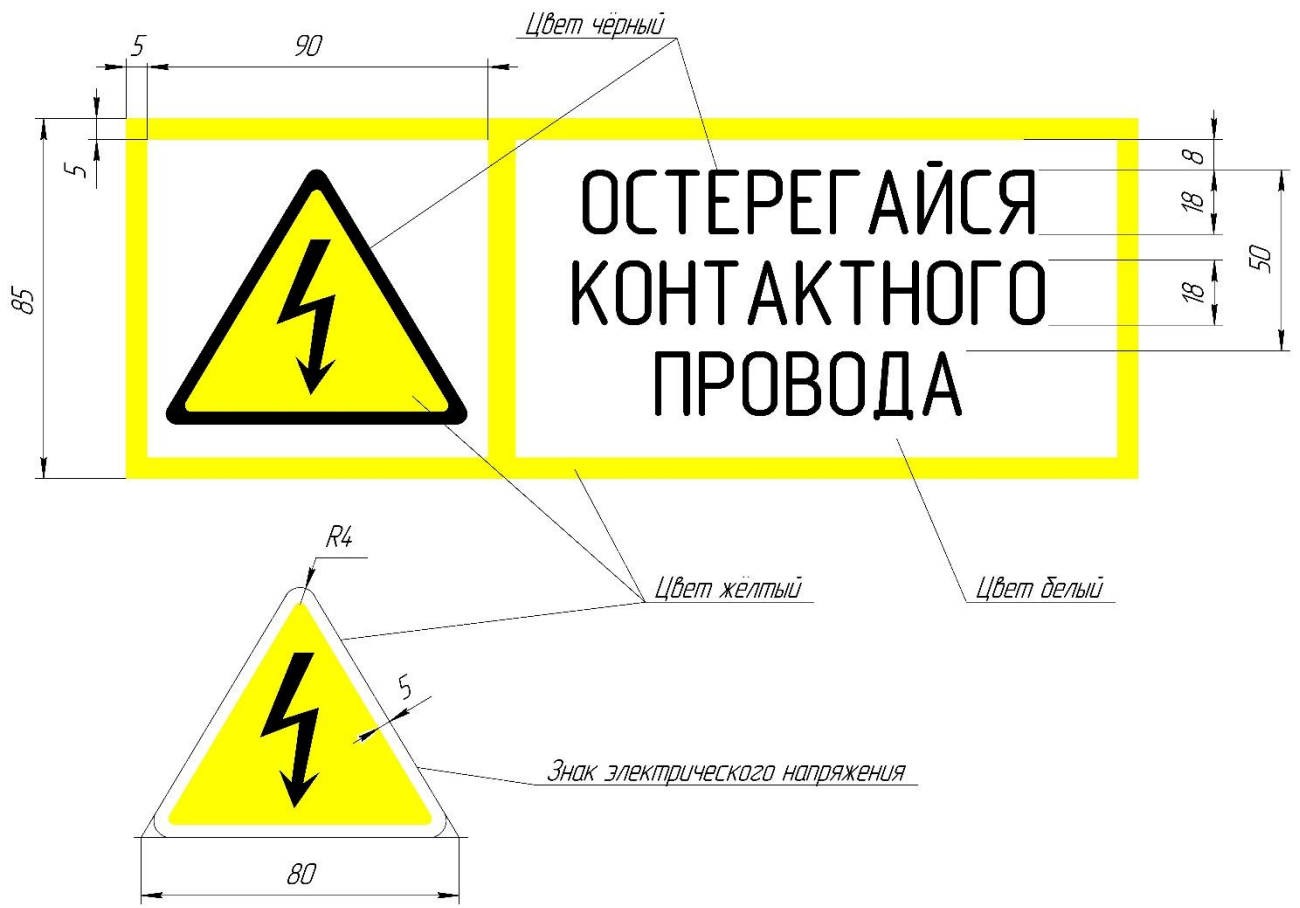 Цвет чёрный
5
90
5
85
8
18
50
18
ОСТЕРЕГАЙСЯ
КОНТАКТНОГО
ПРОВОДА
R4
Цвет жёлтый
Цвет белый
5
Знак электрического напряжения
80